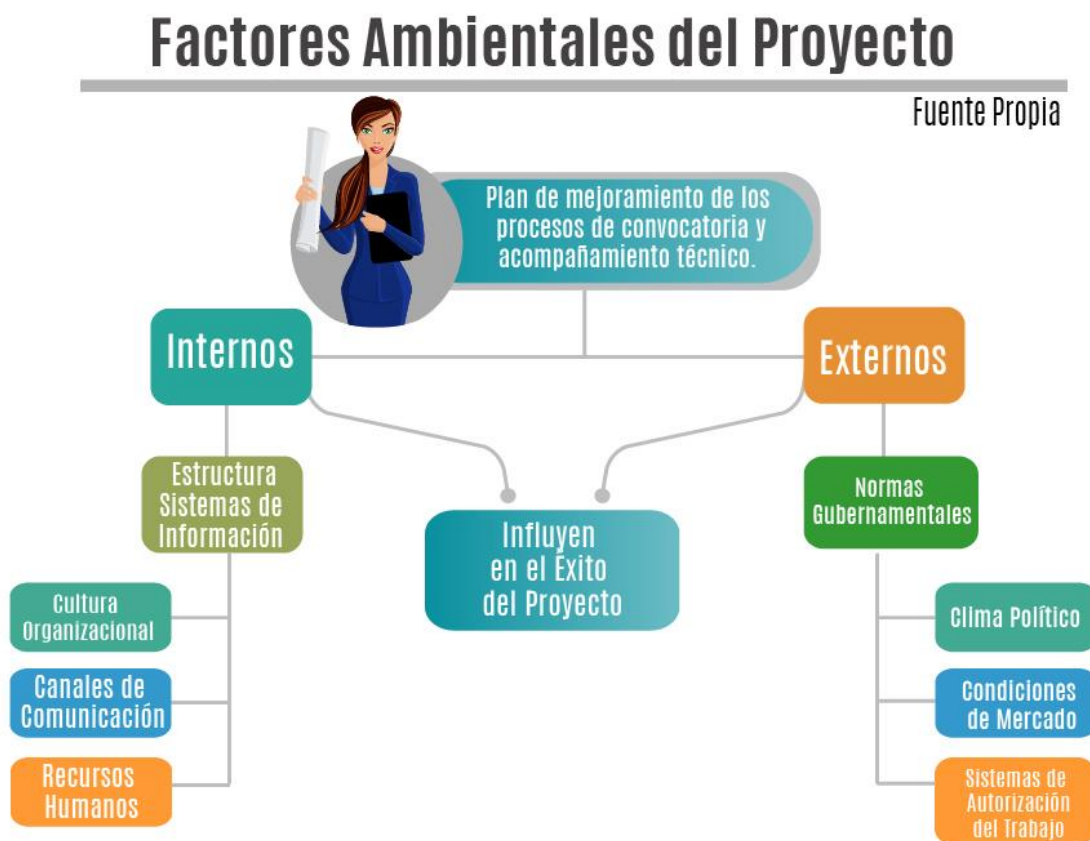 Factores Ambientales del Proyecto
Fuente Propia
Plan de mejoramiento de los
procesos de convocatoria y
acompañamiento técnico.
Internos
Externos
Estructura
Sistemas de
Información
Normas
Gubernamentales
Influyen
en el Éxito
del Proyecto
Cultura
Organizacional
Canales de
Comunicación
Recursos
Humanos
Clima Político
Condiciones
de Mercado
Sistemas de
Autorización
del Trabajo